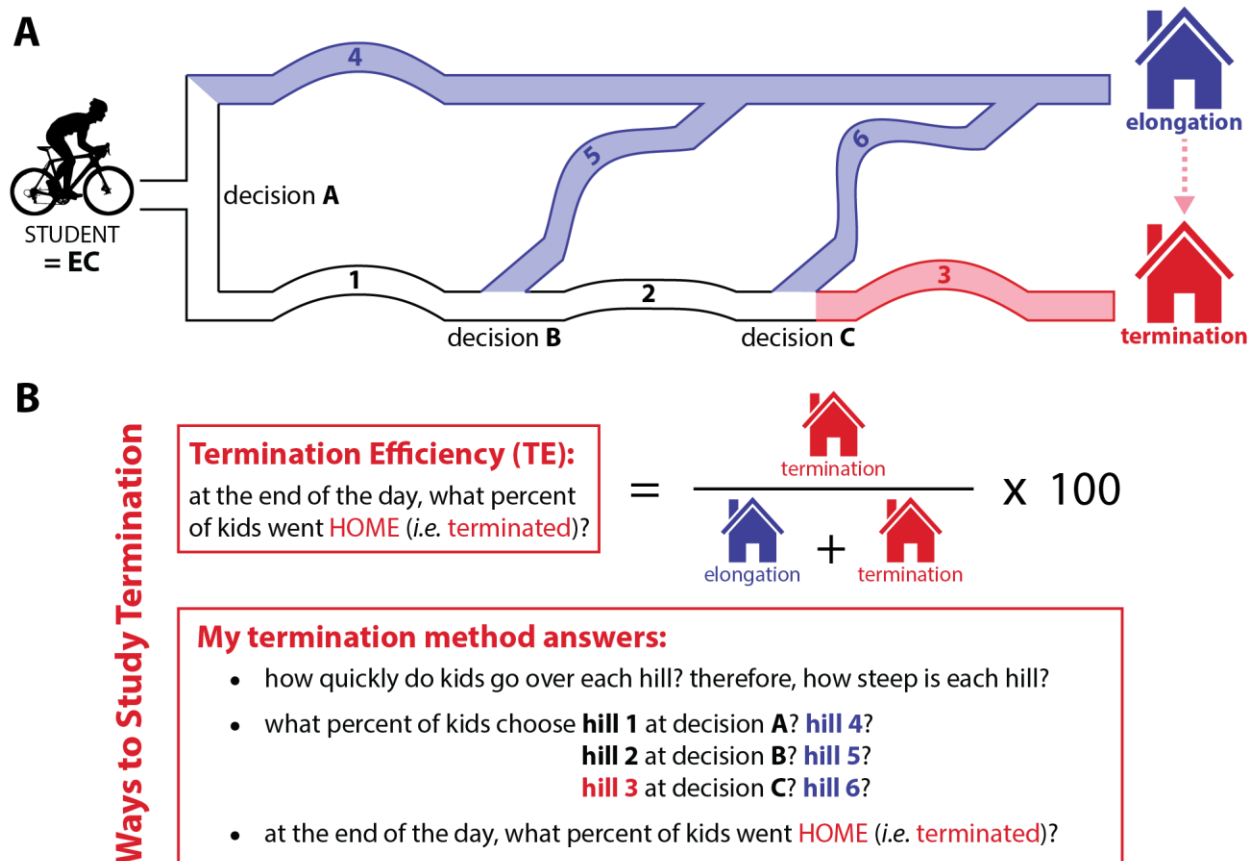 A
4
5
6
elongation
decision A
STUDENT
= EC
1
2
3
decision B
decision C
termination
B
Ways to Study Termination
Termination Efficiency (TE):
at the end of the day, what percent
of kids went HOME (i.e. terminated)?
=
termination
elongation
+
termination
x 100
My termination method answers:
• how quickly do kids go over each hill? therefore, how steep is each hill?
• what percent of kids choose hill 1 at decision A? hill 4?
hill 2 at decision B? hill 5?
hill 3 at decision C? hill 6?
• at the end of the day, what percent of kids went HOME (i.e. terminated)?